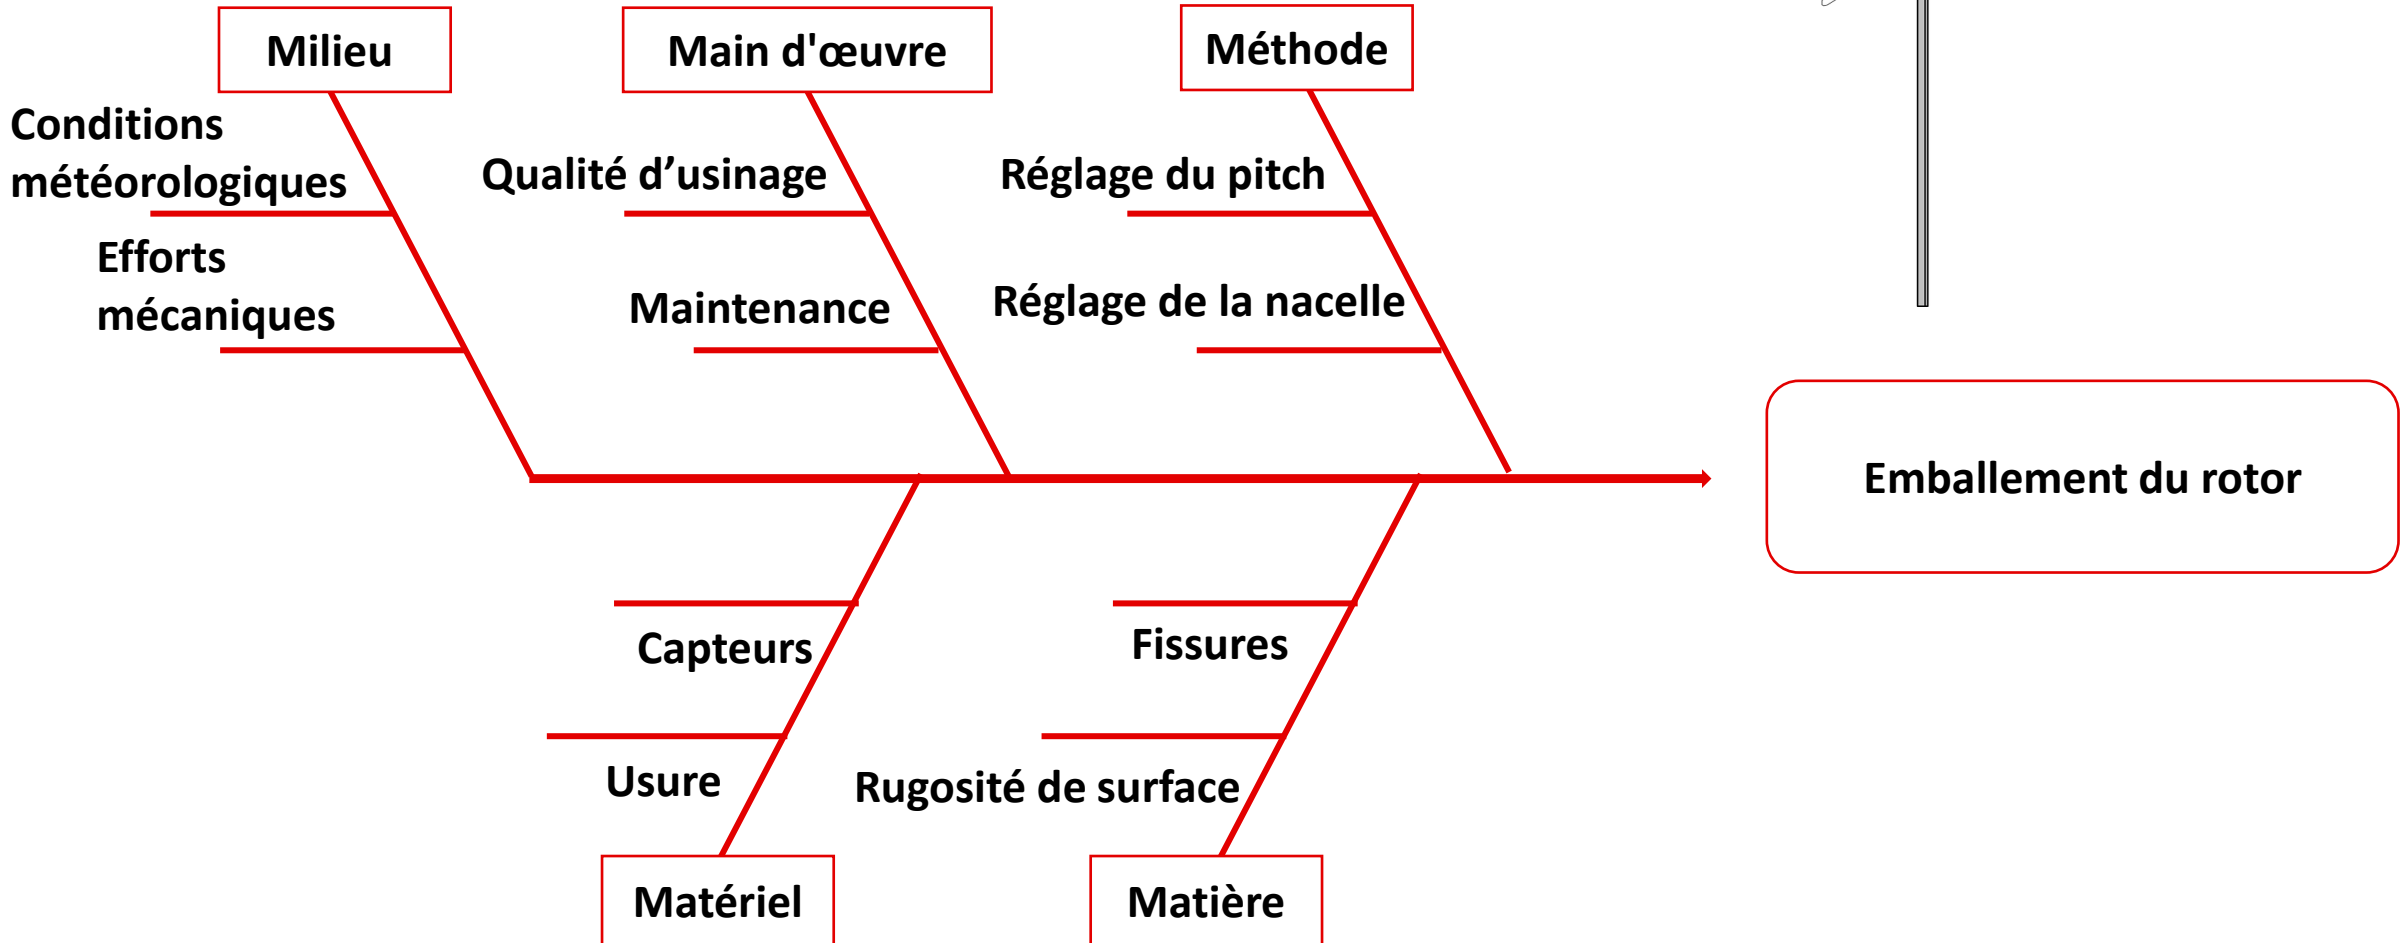 Milieu
Main d'œuvre
Méthode
Conditions
météorologiques
Qualité d’usinage
Réglage du pitch
Efforts
mécaniques
Maintenance
Réglage de la nacelle
Emballement du rotor
Capteurs
Fissures
Usure
Rugosité de surface
Matériel
Matière